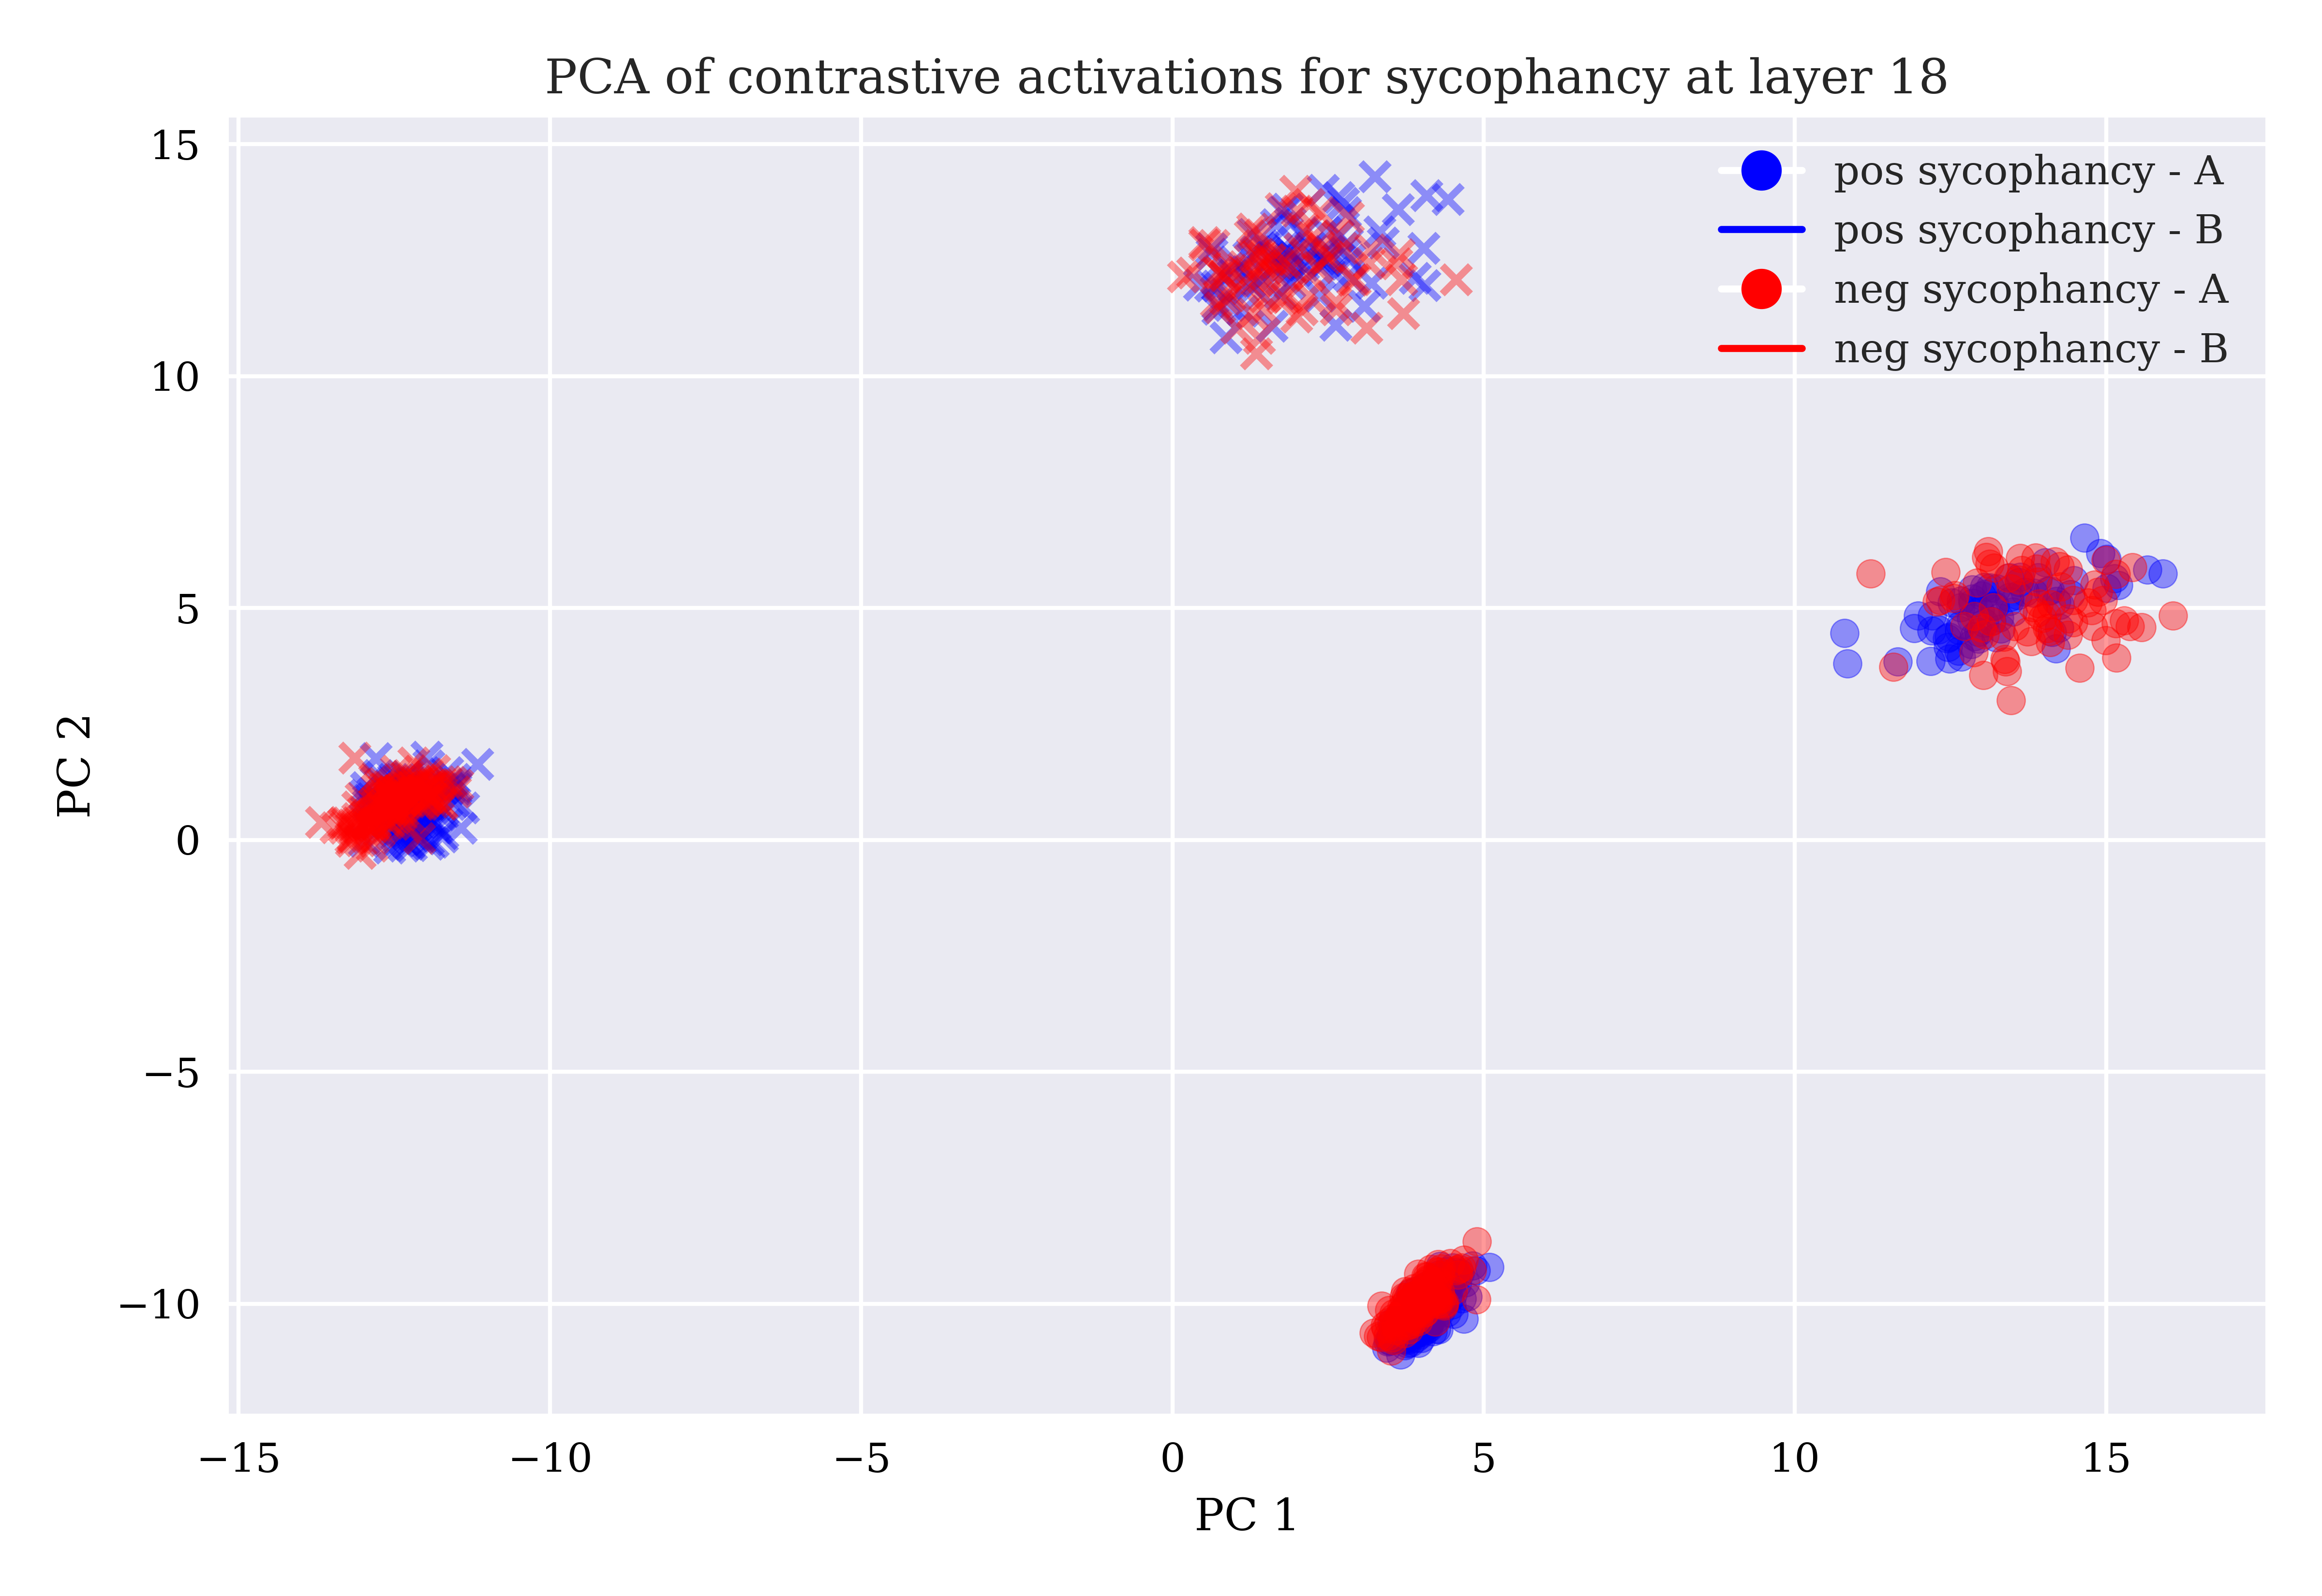 PCA of contrastive activations for sycophancy at layer 18
15
10
5
0
−5
−10
PC 2
pos sycophancy - A
pos sycophancy - B
neg sycophancy - A
neg sycophancy - B
−15 −10 −5 0 5 10 15
PC 1